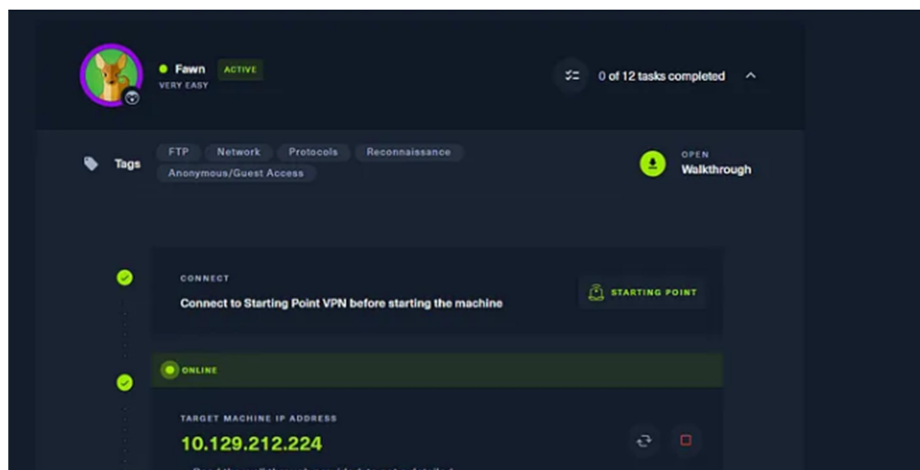 Fawn ACTIVE
VERY EASY
0 of 12 tasks completed
Tags
FTP Network Protocols Reconnaissance
Anonymous/Guest Access
OPEN
Walkthrough
CONNECT
Connect to Starting Point VPN before starting the machine
STARTING POINT
ONLINE
TARGET MACHINE IP ADDRESS
10.129.212.224